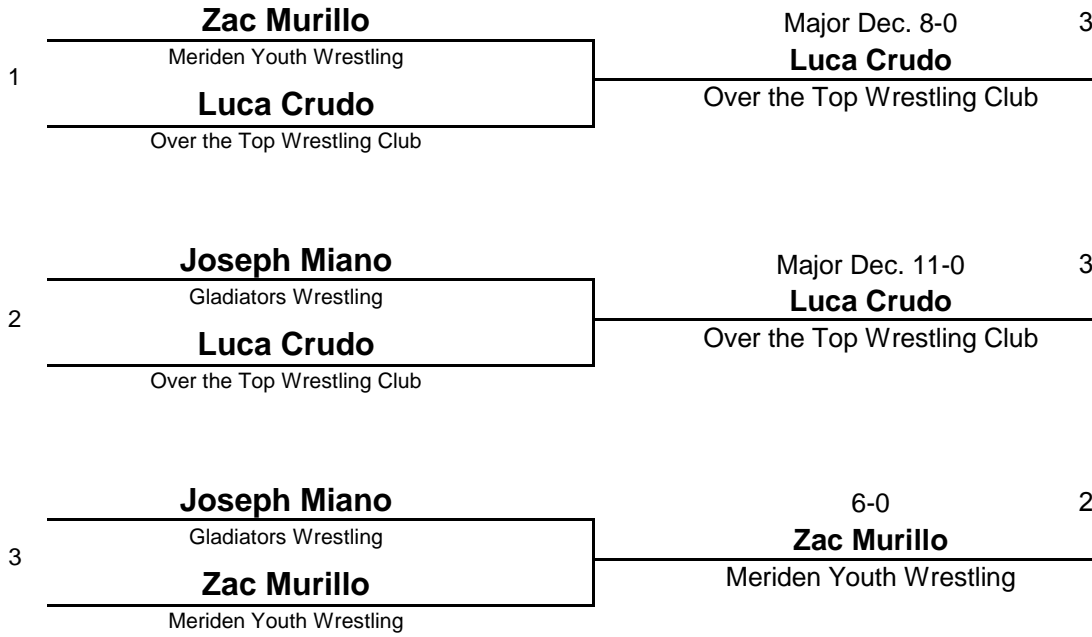 Zac Murillo
Major Dec. 8-0 3
Meriden Youth Wrestling
Luca Crudo
1
Luca Crudo
Over the Top Wrestling Club
Over the Top Wrestling Club
Joseph Miano
Major Dec. 11-0 3
Gladiators Wrestling
Luca Crudo
2
Luca Crudo
Over the Top Wrestling Club
Over the Top Wrestling Club
Joseph Miano
6-0 2
Gladiators Wrestling
Zac Murillo
3
Zac Murillo
Meriden Youth Wrestling
Meriden Youth Wrestling